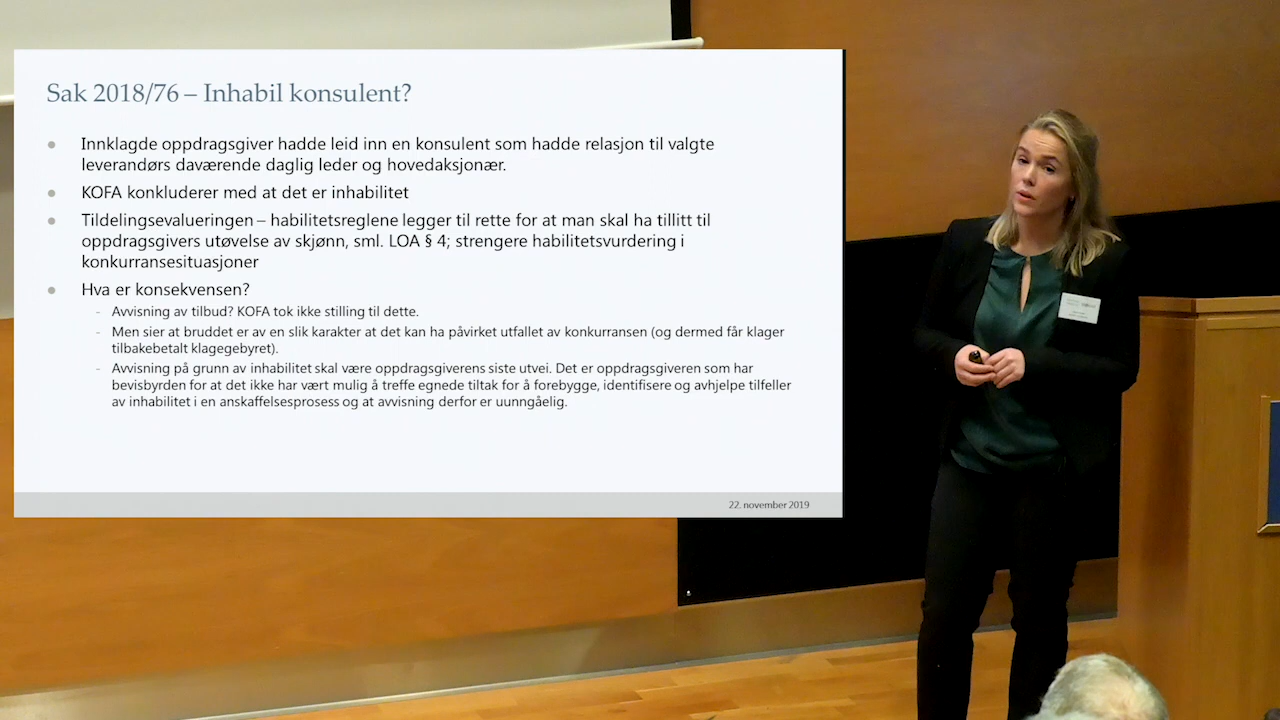 Sak 2018/76 – Inhabil konsulent?
● Innklagde oppdragsgiver hadde leid inn en konsulent som hadde relasjon til valgte
leverandørs daværende daglig leder og hovedaksjonær.
● KOFA konkluderer med at det er inhabilitet
● Tildelingsevalueringen – habilitetsreglene legger til rette for at man skal ha tillitt til
oppdragsgivers utøvelse av skjønn, sml. LOA § 4; strengere habilitetsvurdering i
konkurransesituasjoner
● Hva er konsekvensen?
- Avvisning av tilbud? KOFA tok ikke stilling til dette.
- Men sier at bruddet er av en slik karakter at det kan ha påvirket utfallet av konkurransen (og dermed får klager
tilbakebetalt klagegebyret).
- Avvisning på grunn av inhabilitet skal være oppdragsgiverens siste utvei. Det er oppdragsgiveren som har
bevisbyrden for at det ikke har vært mulig å treffe egnede tiltak for å forebygge, identifisere og avhjelpe tilfeller
av inhabilitet i en anskaffelsesprosess og at avvisning derfor er uunngåelig.
22. november 2019